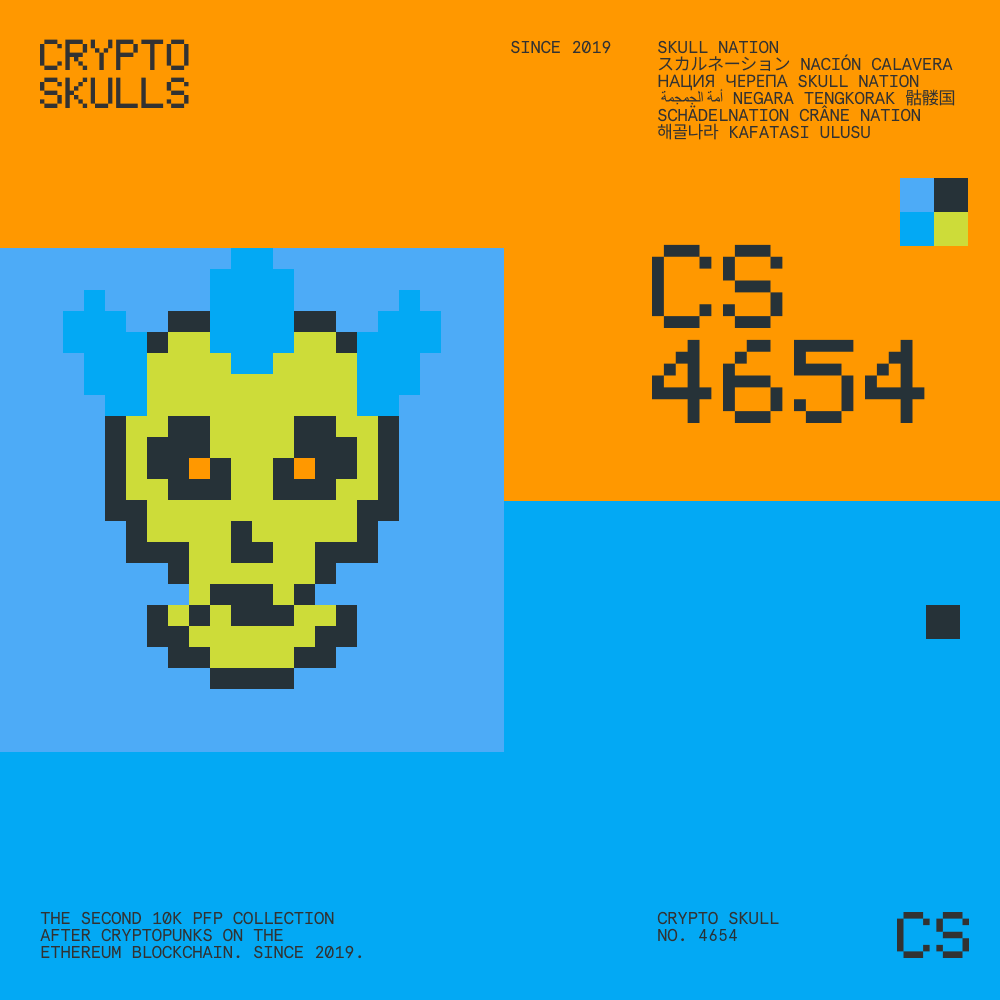 CRYPTO
SKULLS
SINCE 2019
SKULL NATION
スカルネーション NACIÓN CALAVERA
НАЦИЯ ЧЕРЕПА SKULL NATION
أمة الجمجمة NEGARA TENGKORAK 骷髅国
SCHÄDELNATION CRÂNE NATION
해골나라 KAFATASI ULUSU
CS
4654
THE SECOND 10K PFP COLLECTION
AFTER CRYPTOPUNKS ON THE
ETHEREUM BLOCKCHAIN. SINCE 2019.
CRYPTO SKULL
NO. 4654
CS